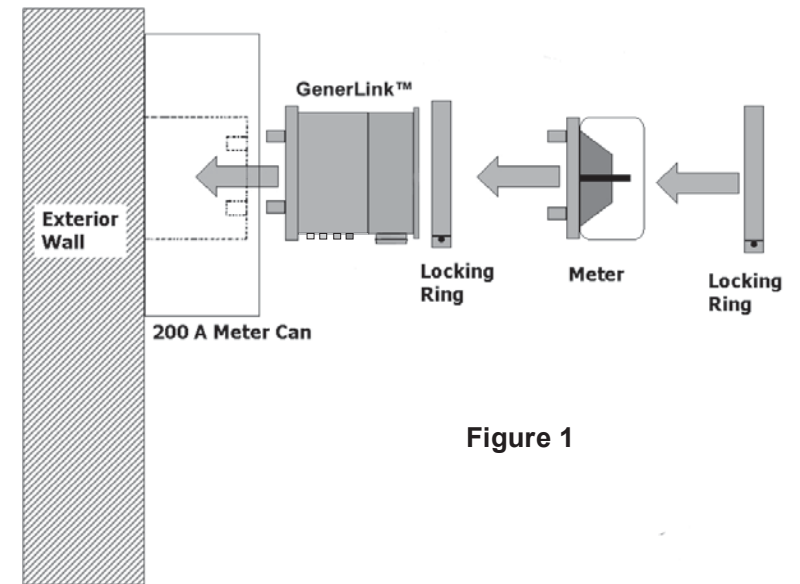 GenerLink™
Exterior
Wall
Locking
Ring
Meter
Locking
Ring
200 A Meter Can
Figure 1